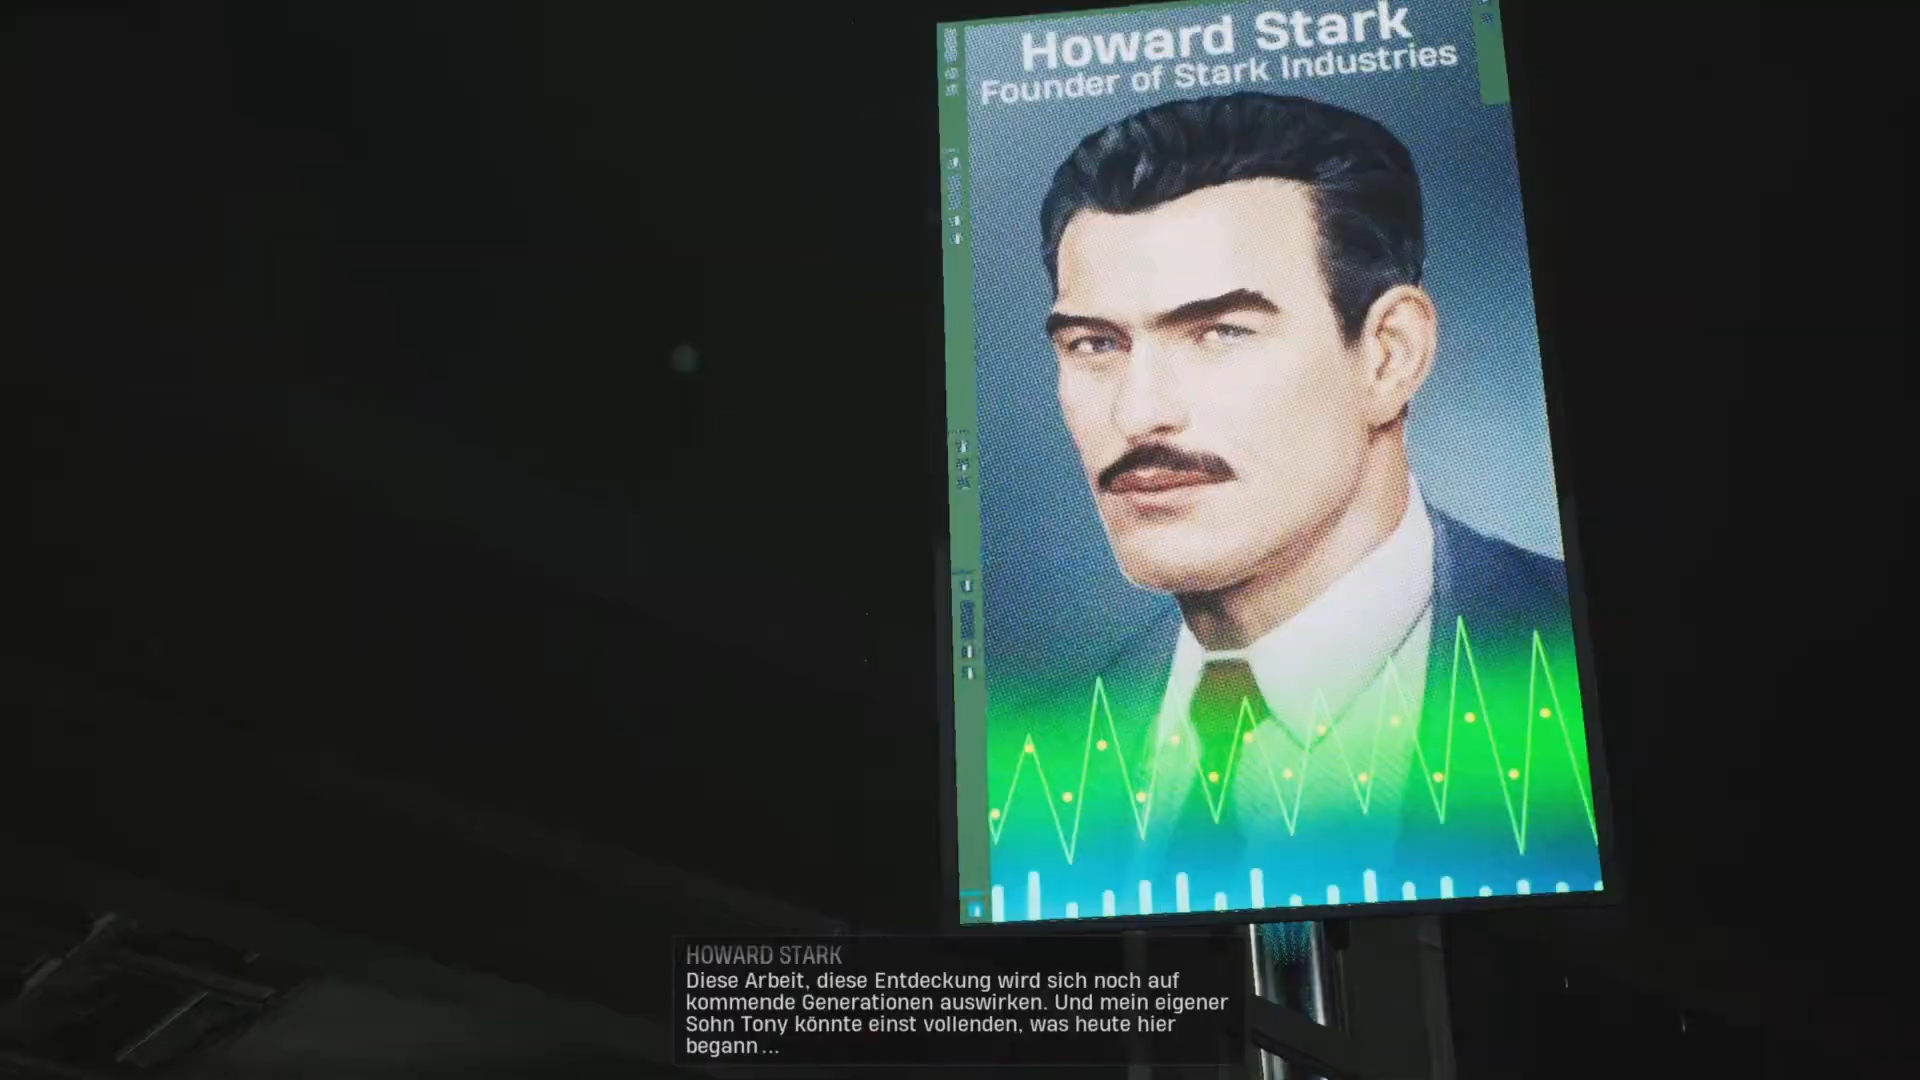 Howard Stark
Founder of Stark Industries
HOWARD STARK
Diese Arbeit, diese Entdeckung wird sich noch auf
kommende Generationen auswirken. Und mein eigener
Sohn Tony könnte einst vollenden, was heute hier
begann...